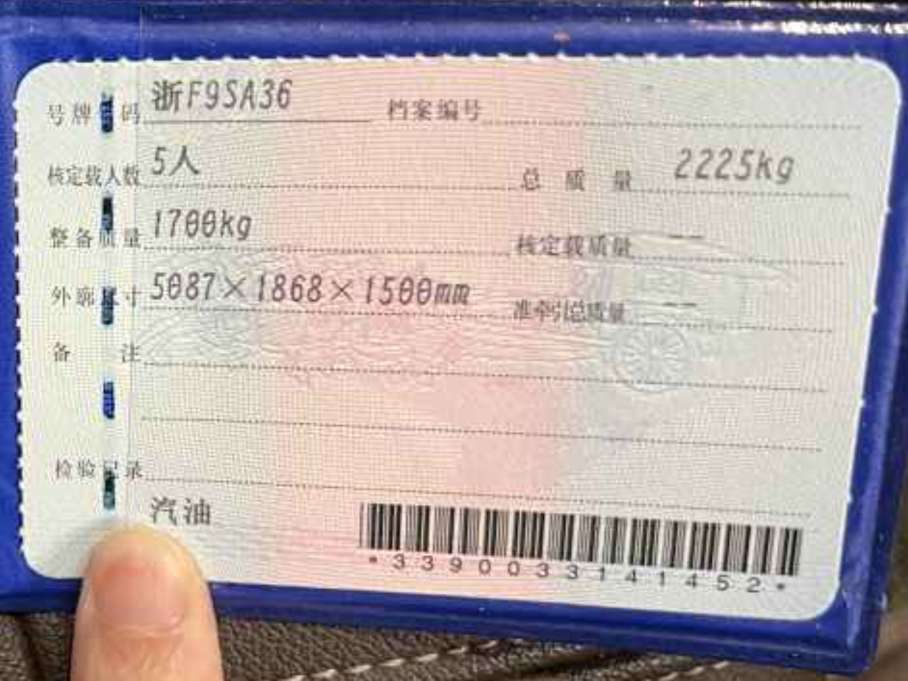 号牌号码 浙F9SA36 档案编号
核定载人数 5人 总质量 2225kg
整备质量 1700kg 核定载质量 --
外廓尺寸 5087×1868×1500mm 准牵引总质量 --
备注
检验记录
汽油
*3390033141452*